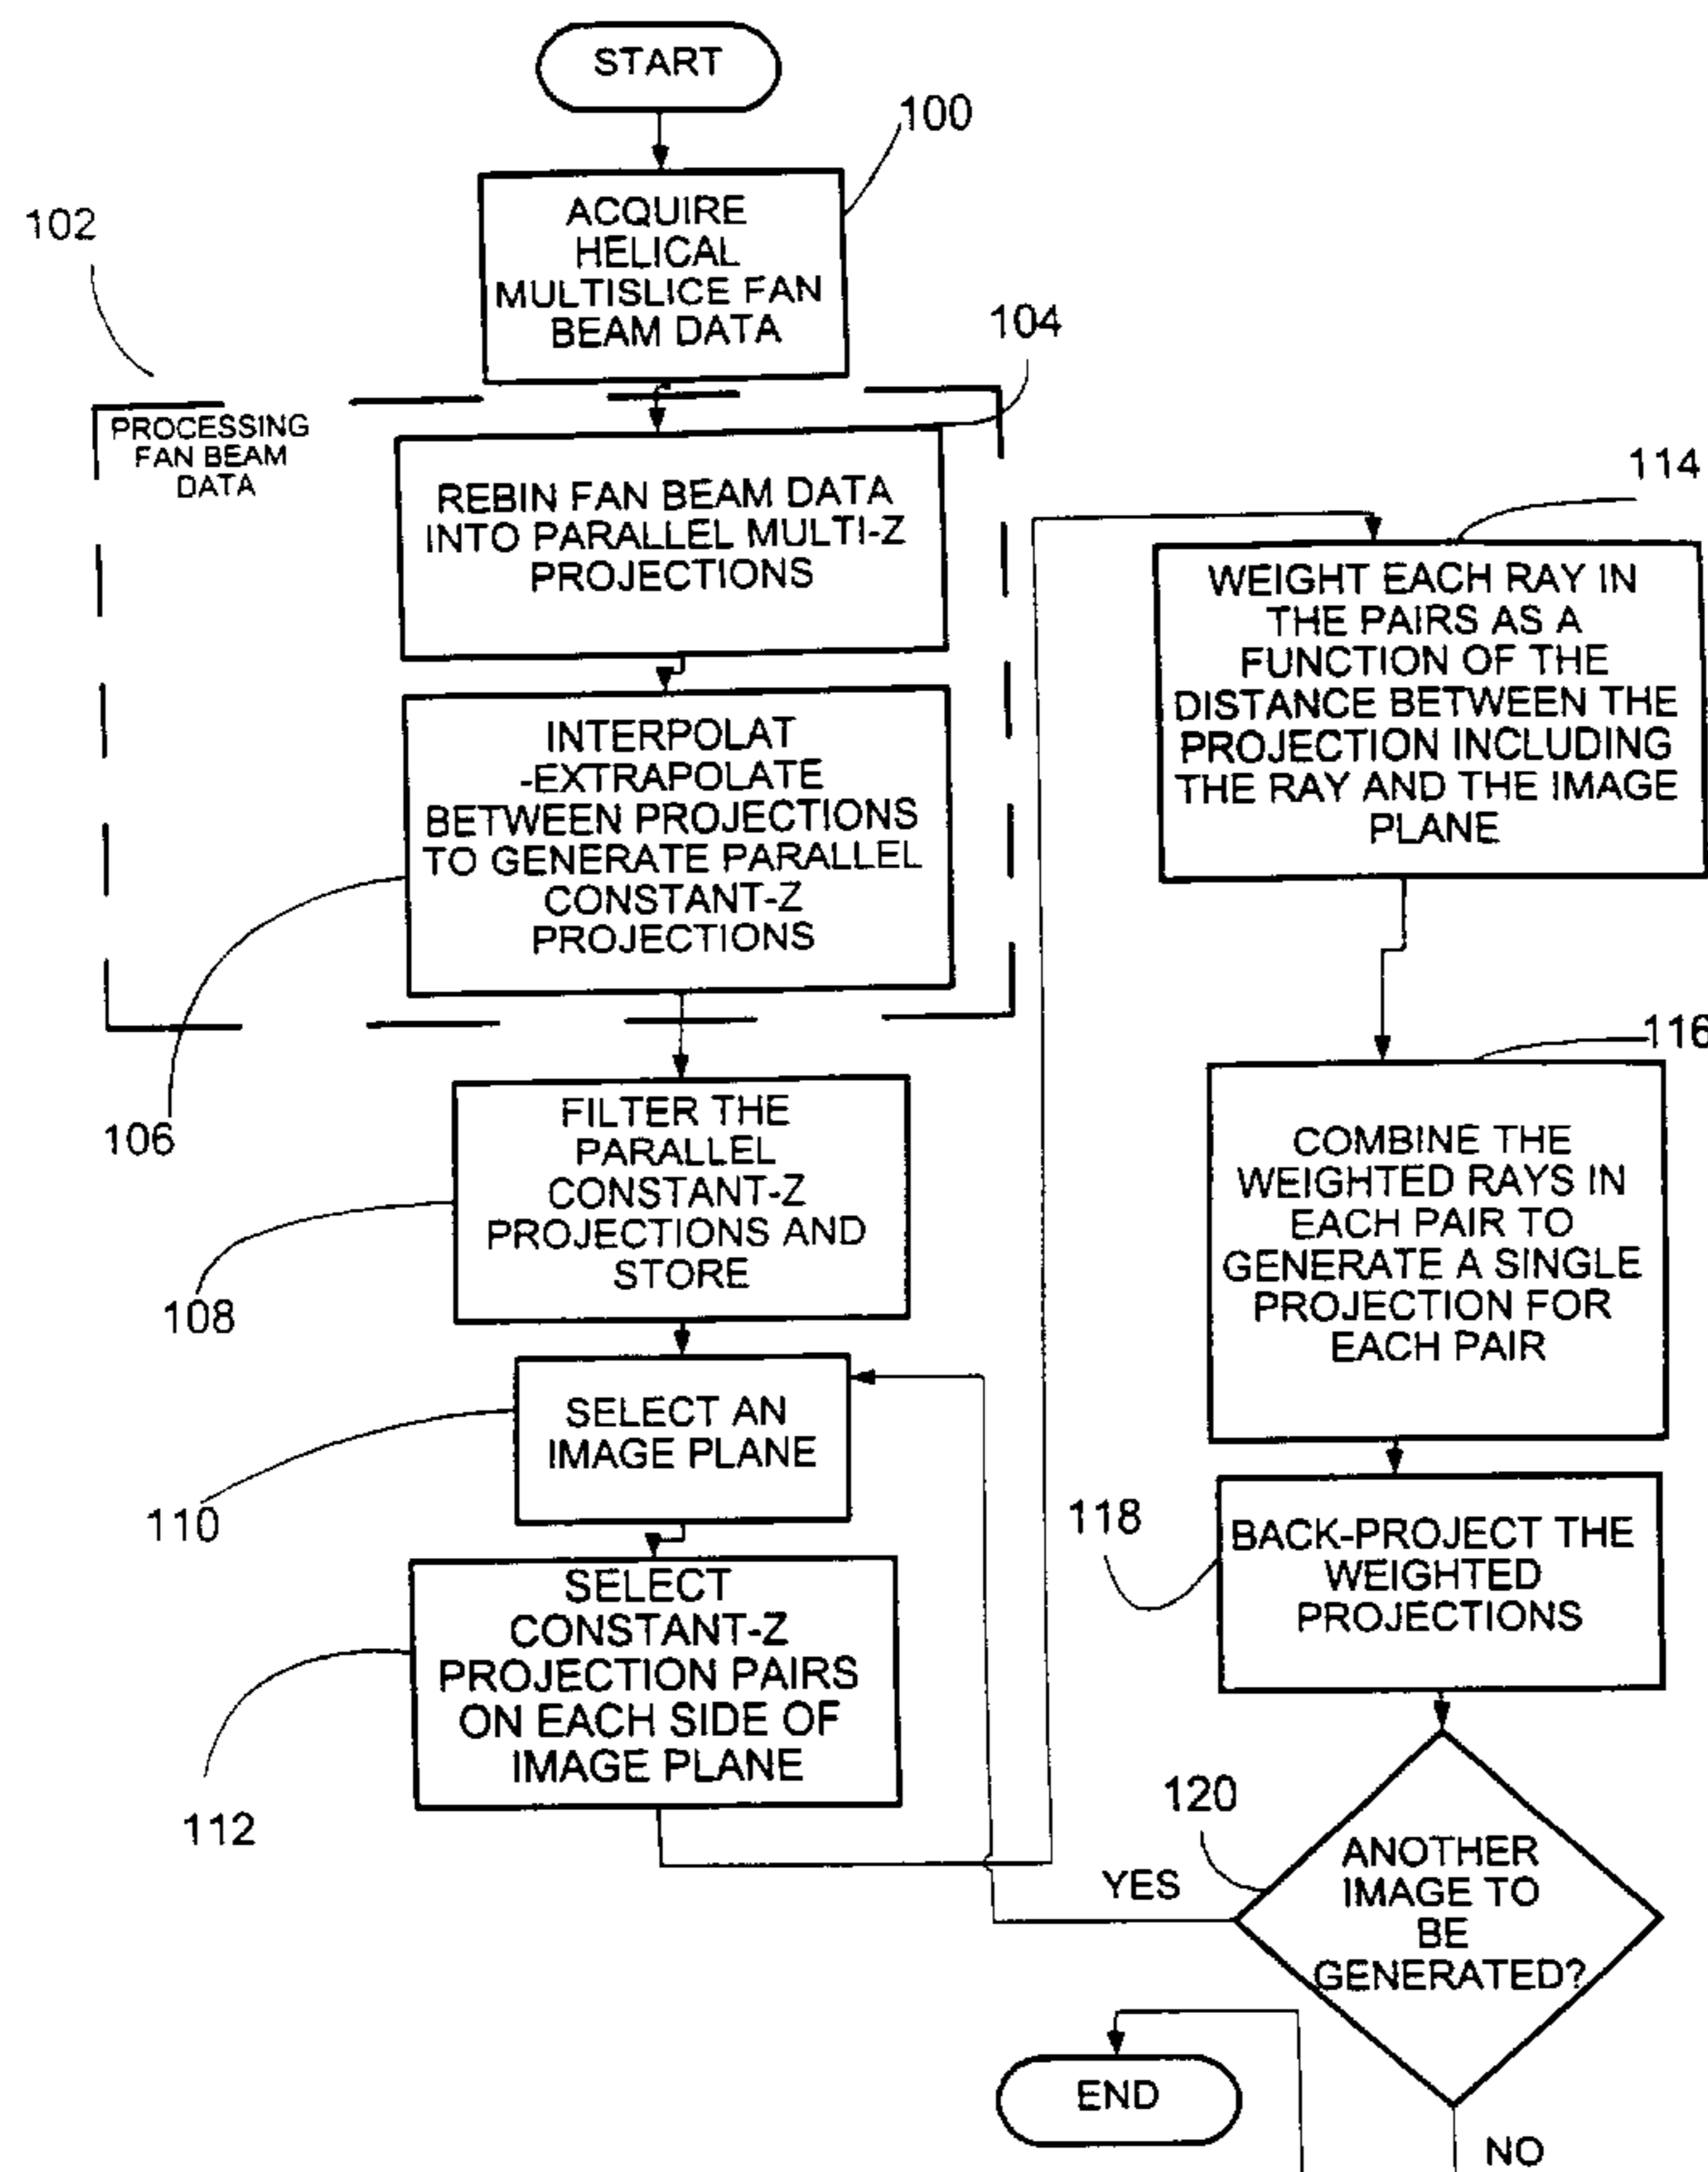 START
100
ACQUIRE
HELICAL
MULTISLICE FAN
BEAM DATA
102
104
PROCESSING
FAN BEAM
DATA
REBIN FAN BEAM DATA
INTO PARALLEL MULTI-Z
PROJECTIONS
INTERPOLAT
-EXTRAPOLATE
BETWEEN PROJECTIONS
TO GENERATE PARALLEL
CONSTANT-Z
PROJECTIONS
106
FILTER THE
PARALLEL
CONSTANT-Z
PROJECTIONS AND
STORE
108
SELECT AN
IMAGE PLANE
110
SELECT
CONSTANT-Z
PROJECTION PAIRS
ON EACH SIDE OF
IMAGE PLANE
112
114
WEIGHT EACH RAY IN
THE PAIRS AS A
FUNCTION OF THE
DISTANCE BETWEEN THE
PROJECTION INCLUDING
THE RAY AND THE IMAGE
PLANE
116
COMBINE THE
WEIGHTED RAYS IN
EACH PAIR TO
GENERATE A SINGLE
PROJECTION FOR
EACH PAIR
118
BACK-PROJECT THE
WEIGHTED
PROJECTIONS
120
YES
ANOTHER
IMAGE TO
BE
GENERATED?
END
NO